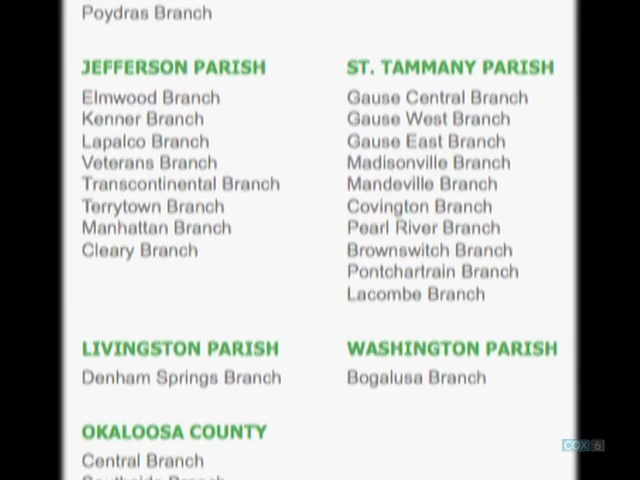 Poydras Branch
JEFFERSON PARISH
Elmwood Branch
Kenner Branch
Lapalco Branch
Veterans Branch
Transcontinental Branch
Terrytown Branch
Manhattan Branch
Cleary Branch
ST. TAMMANY PARISH
Gause Central Branch
Gause West Branch
Gause East Branch
Madisonville Branch
Mandeville Branch
Covington Branch
Pearl River Branch
Brownswitch Branch
Pontchartrain Branch
Lacombe Branch
LIVINGSTON PARISH
Denham Springs Branch
WASHINGTON PARISH
Bogalusa Branch
OKALOOSA COUNTY
Central Branch
COX 6